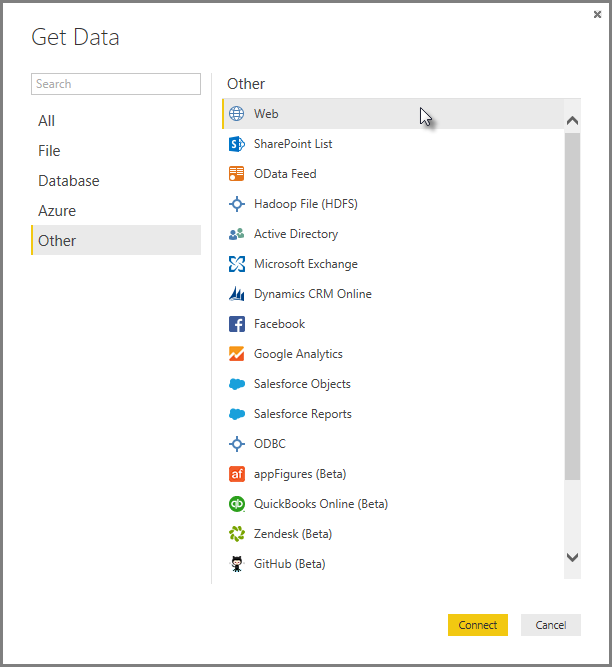 Get Data
Search
All
File
Database
Azure
Other
Other
Web
SharePoint List
OData Feed
Hadoop File (HDFS)
Active Directory
Microsoft Exchange
Dynamics CRM Online
Facebook
Google Analytics
Salesforce Objects
Salesforce Reports
ODBC
af appFigures (Beta)
qb QuickBooks Online (Beta)
Zendesk (Beta)
GitHub (Beta)
Connect
Cancel